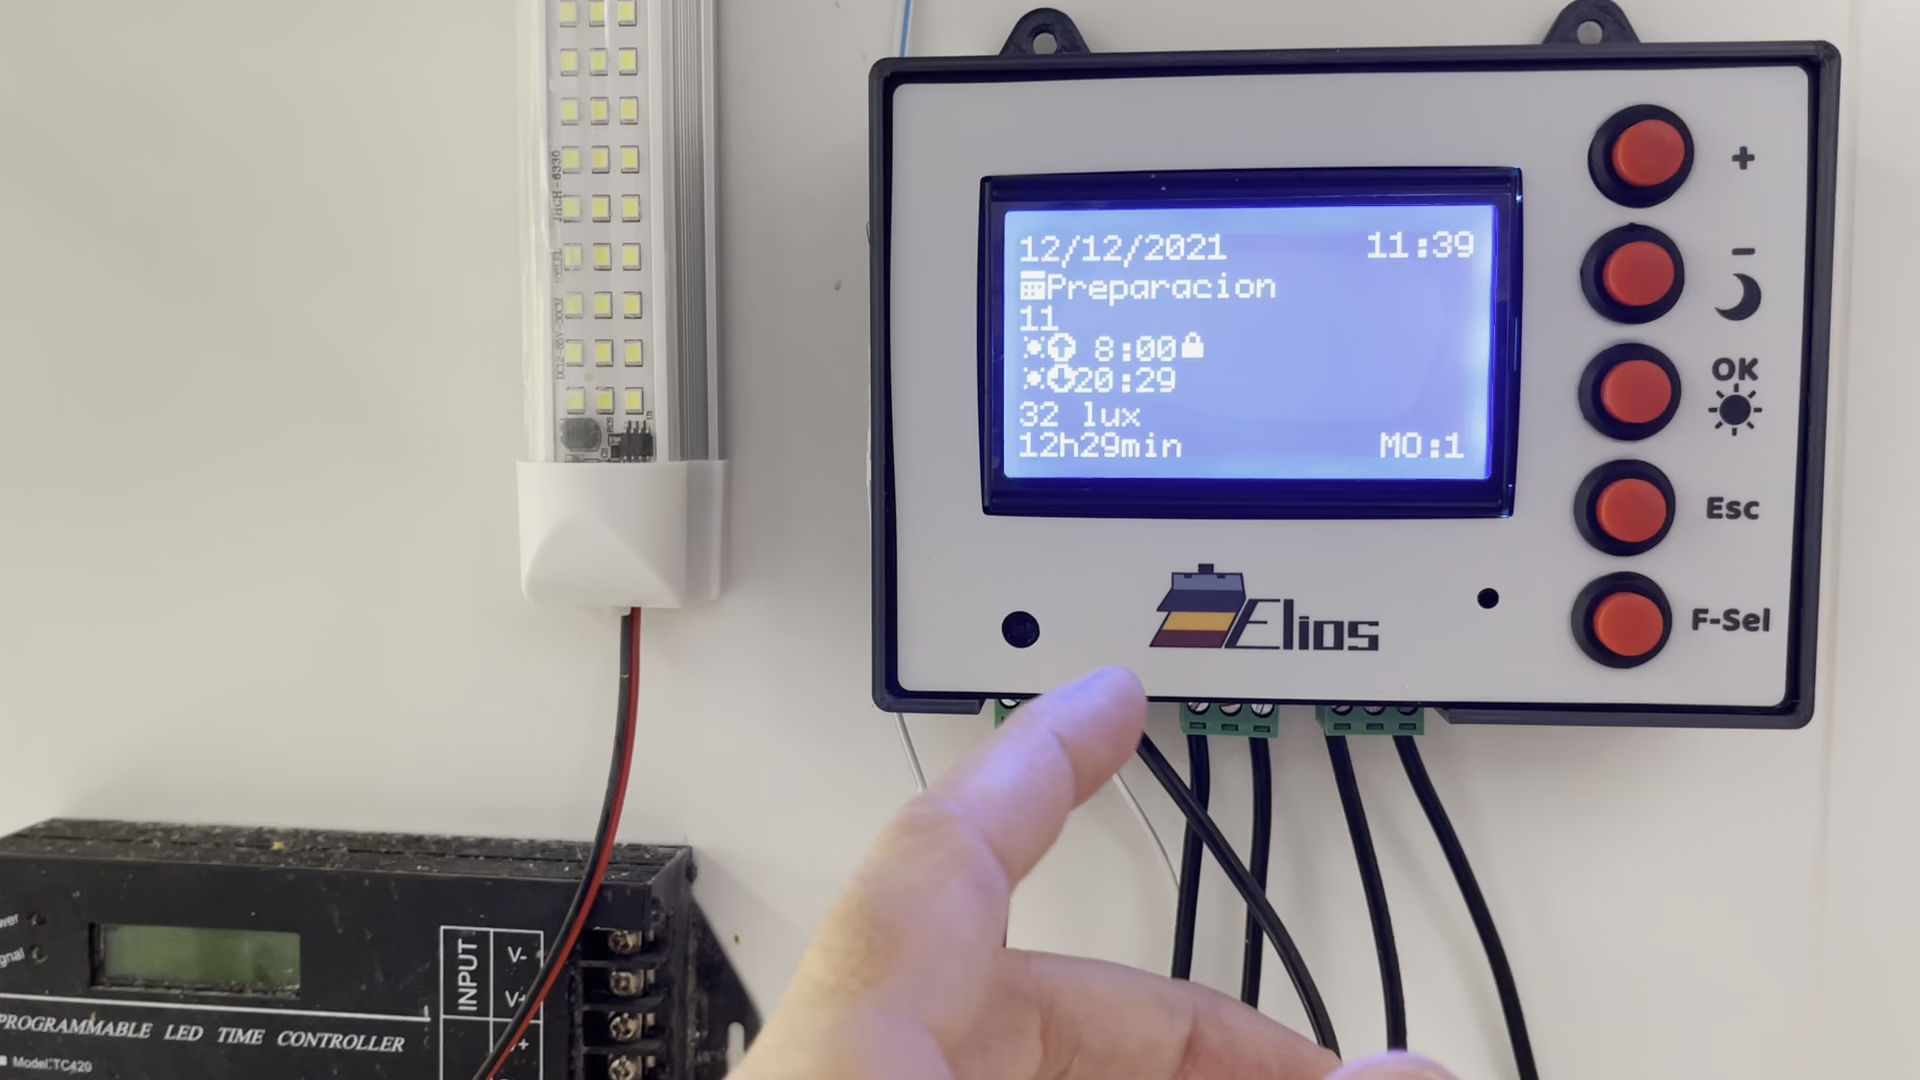 12/12/2021 11:39
Preparacion
11
8:00
20:29
32 lux
12h29min MO:1
+
-
OK
Esc
F-Sel
Elios
INPUT
V-
PROGRAMMABLE LED TIME CONTROLLER
Model:TC420